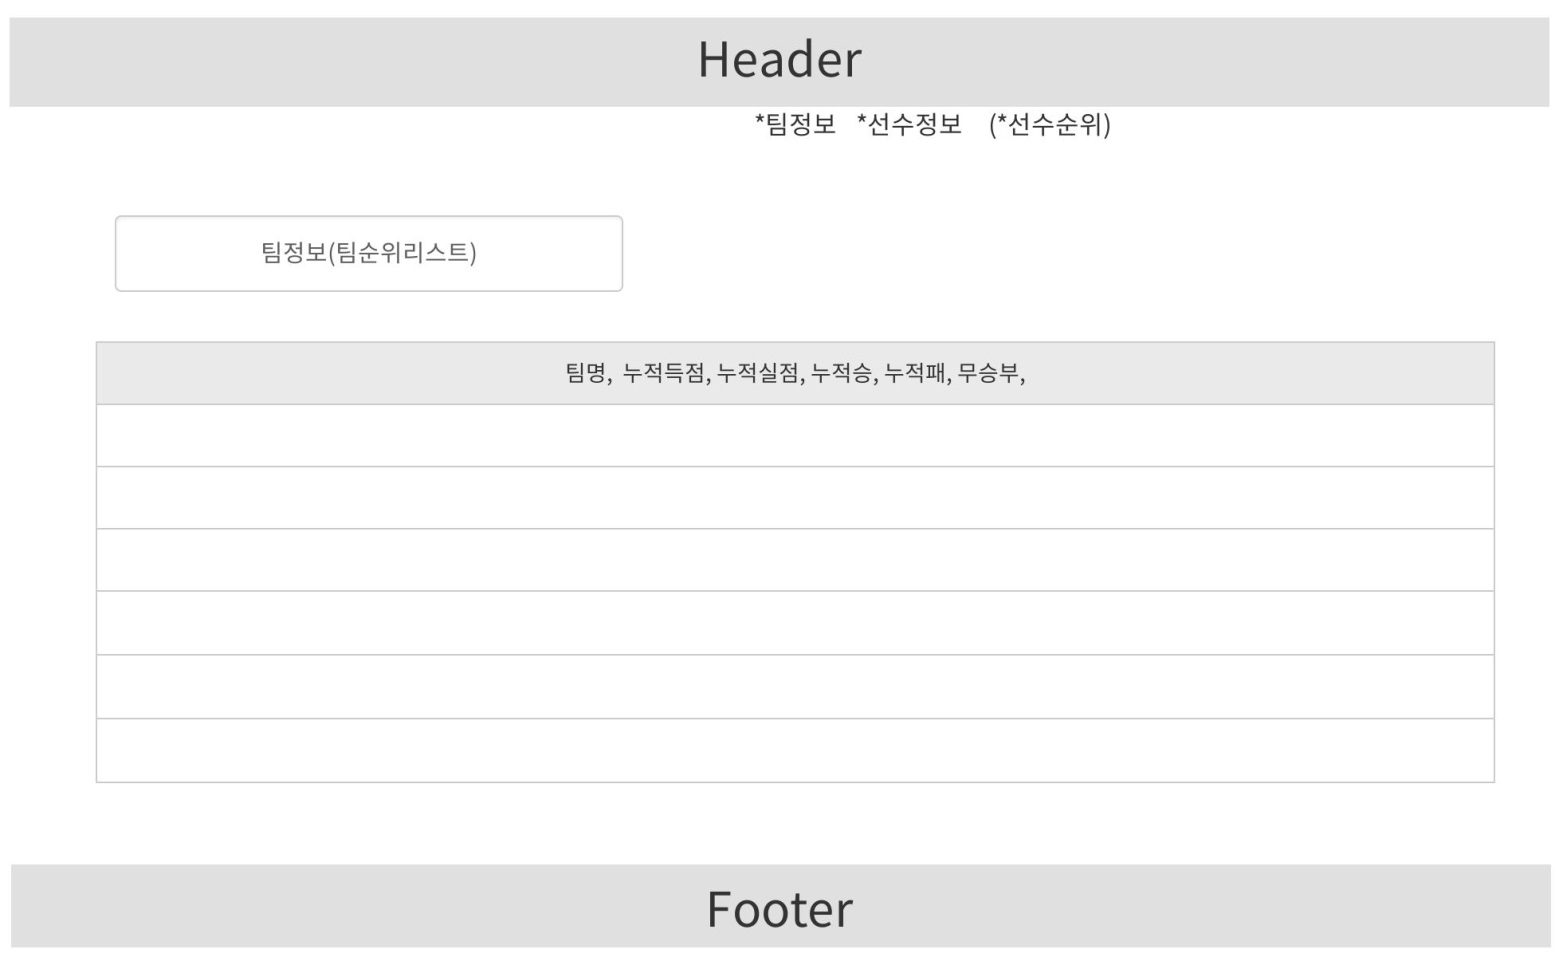 Header
*팀정보 *선수정보 (*선수순위)
팀정보(팀순위리스트)
팀명, 누적득점, 누적실점, 누적승, 누적패, 무승부,
Footer